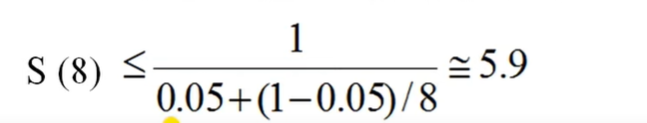 S (8) ≤ 1 / 0.05+(1−0.05)/8 ≅ 5.9